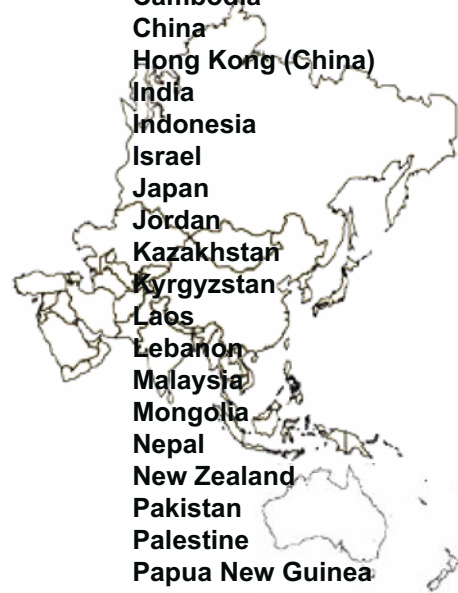 Cambodia
China
Hong Kong (China)
India
Indonesia
Israel
Japan
Jordan
Kazakhstan
Kyrgyzstan
Laos
Lebanon
Malaysia
Mongolia
Nepal
New Zealand
Pakistan
Palestine
Papua New Guinea